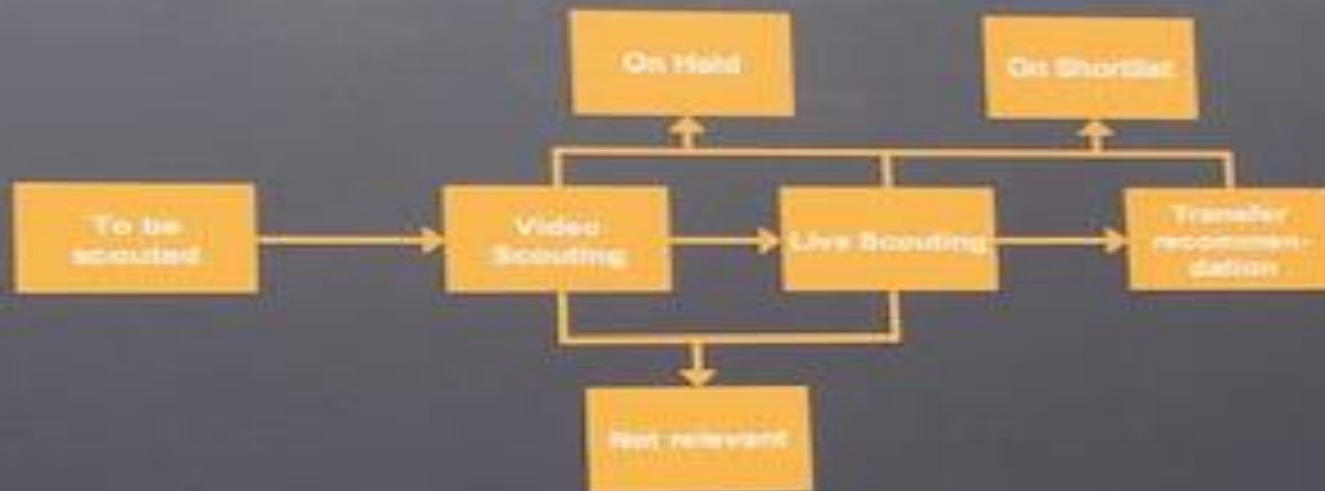 On Hold
On Shortlist
To be
scouted
Video
Scouting
Live Scouting
Transfer
recommen-
dation
Not relevant